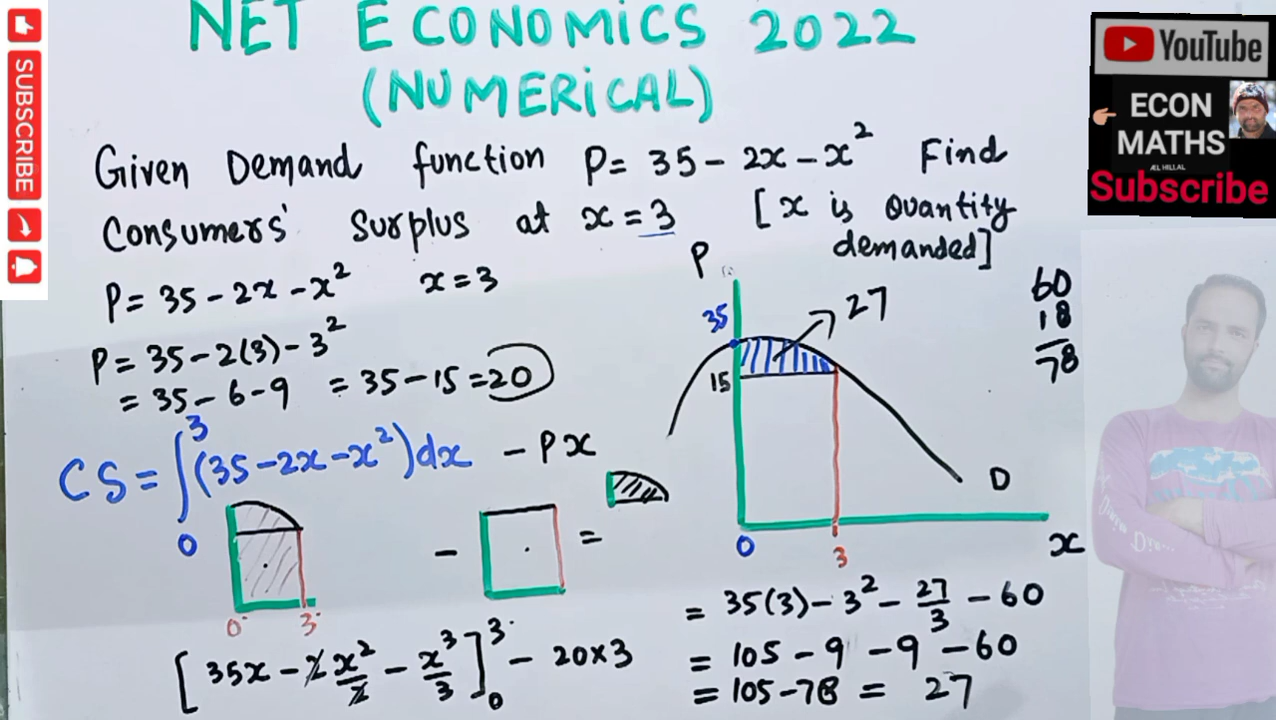 NET ECONOMICS 2022
(NUMERICAL)
Given Demand function P= 35 - 2x - x² Find
Consumers' Surplus at x = 3 [x is Quantity
demanded]
P= 35 - 2x - x² x = 3
P= 35 - 2(3) - 3²
= 35 - 6 - 9 = 35 - 15 = 20
CS = ∫₀³ (35 - 2x - x²) dx - Px
0 3
- =
[35x - 2x²/2 - x³/3]₀³ - 20×3
P
35
27
15
D
0 3 x
60
18
78
= 35(3) - 3² - 27/3 - 60
= 105 - 9 - 9 - 60
= 105 - 78 = 27
SUBSCRIBE
YouTube
ECON
MATHS
Subscribe